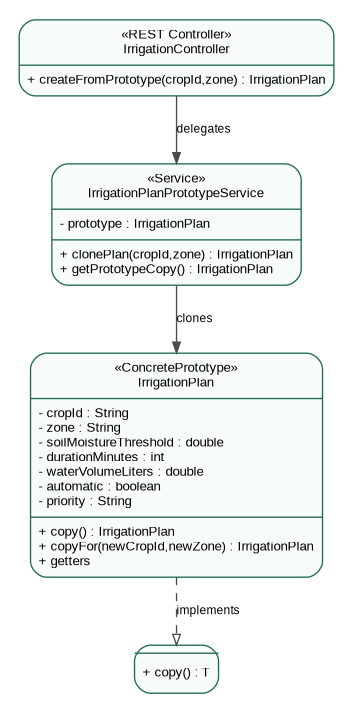 «REST Controller»
IrrigationController
+ createFromPrototype(cropId,zone) : IrrigationPlan
delegates
«Service»
IrrigationPlanPrototypeService
- prototype : IrrigationPlan
+ clonePlan(cropId,zone) : IrrigationPlan
+ getPrototypeCopy() : IrrigationPlan
clones
«ConcretePrototype»
IrrigationPlan
- cropId : String
- zone : String
- soilMoistureThreshold : double
- durationMinutes : int
- waterVolumeLiters : double
- automatic : boolean
- priority : String
+ copy() : IrrigationPlan
+ copyFor(newCropId,newZone) : IrrigationPlan
+ getters
implements
+ copy() : T